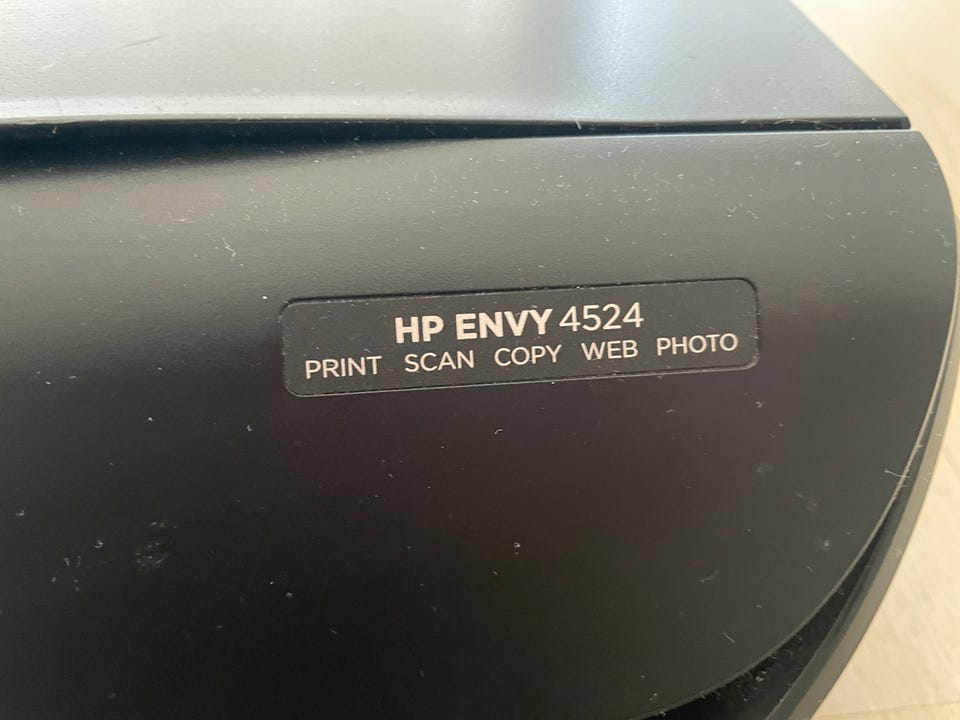 HP ENVY 4524
PRINT SCAN COPY WEB PHOTO